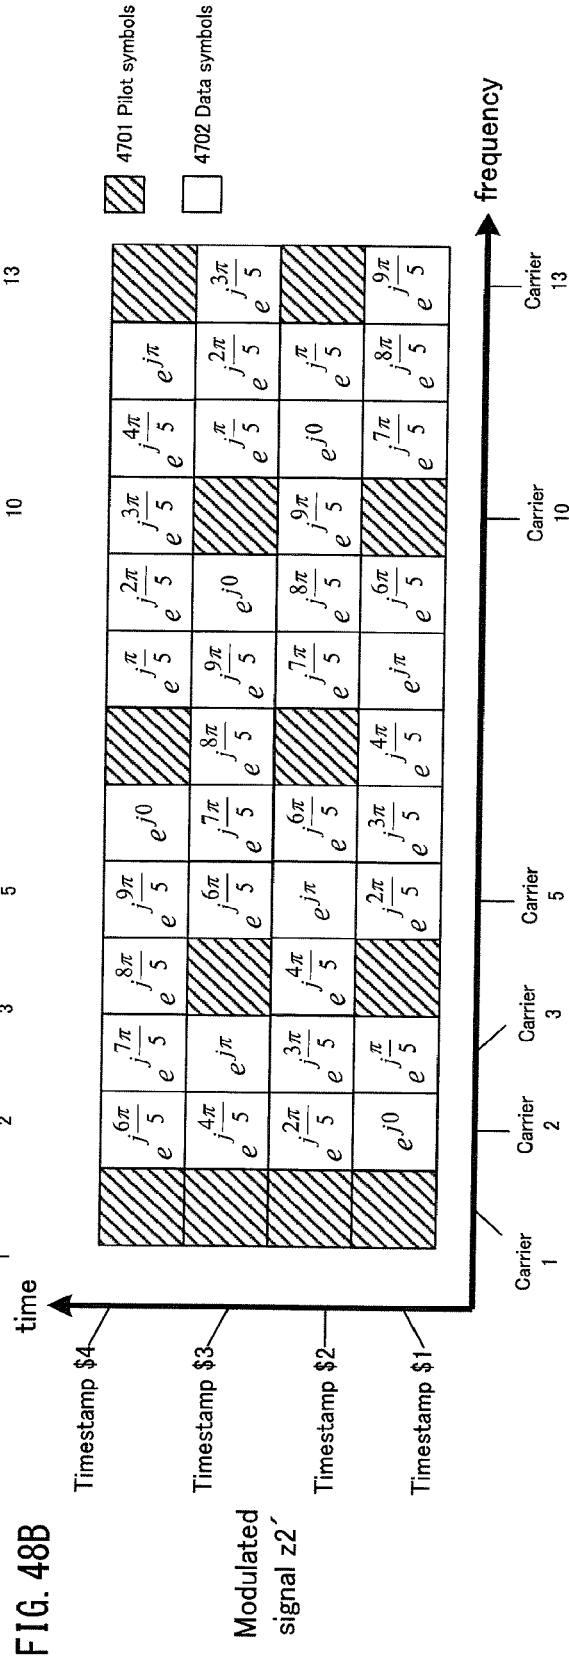 2 3 5 10 13
FIG. 48B
time
4701 Pilot symbols
4702 Data symbols
Modulated
signal z2′
Timestamp $4
e^{j6π/5} e^{j7π/5} e^{j8π/5} e^{j9π/5} e^{j0} e^{jπ/5} e^{j2π/5} e^{j3π/5} e^{j4π/5} e^{jπ}
Timestamp $3
e^{j4π/5} e^{jπ} e^{j6π/5} e^{j7π/5} e^{j8π/5} e^{j9π/5} e^{j0} e^{jπ/5} e^{j2π/5} e^{j3π/5}
Timestamp $2
e^{j2π/5} e^{j3π/5} e^{j4π/5} e^{jπ} e^{j6π/5} e^{j7π/5} e^{j8π/5} e^{j9π/5} e^{j0} e^{jπ/5}
Timestamp $1
e^{j0} e^{jπ/5} e^{j2π/5} e^{j3π/5} e^{j4π/5} e^{jπ} e^{j6π/5} e^{j7π/5} e^{j8π/5} e^{j9π/5}
frequency
Carrier 1
Carrier 2
Carrier 3
Carrier 5
Carrier 10
Carrier 13